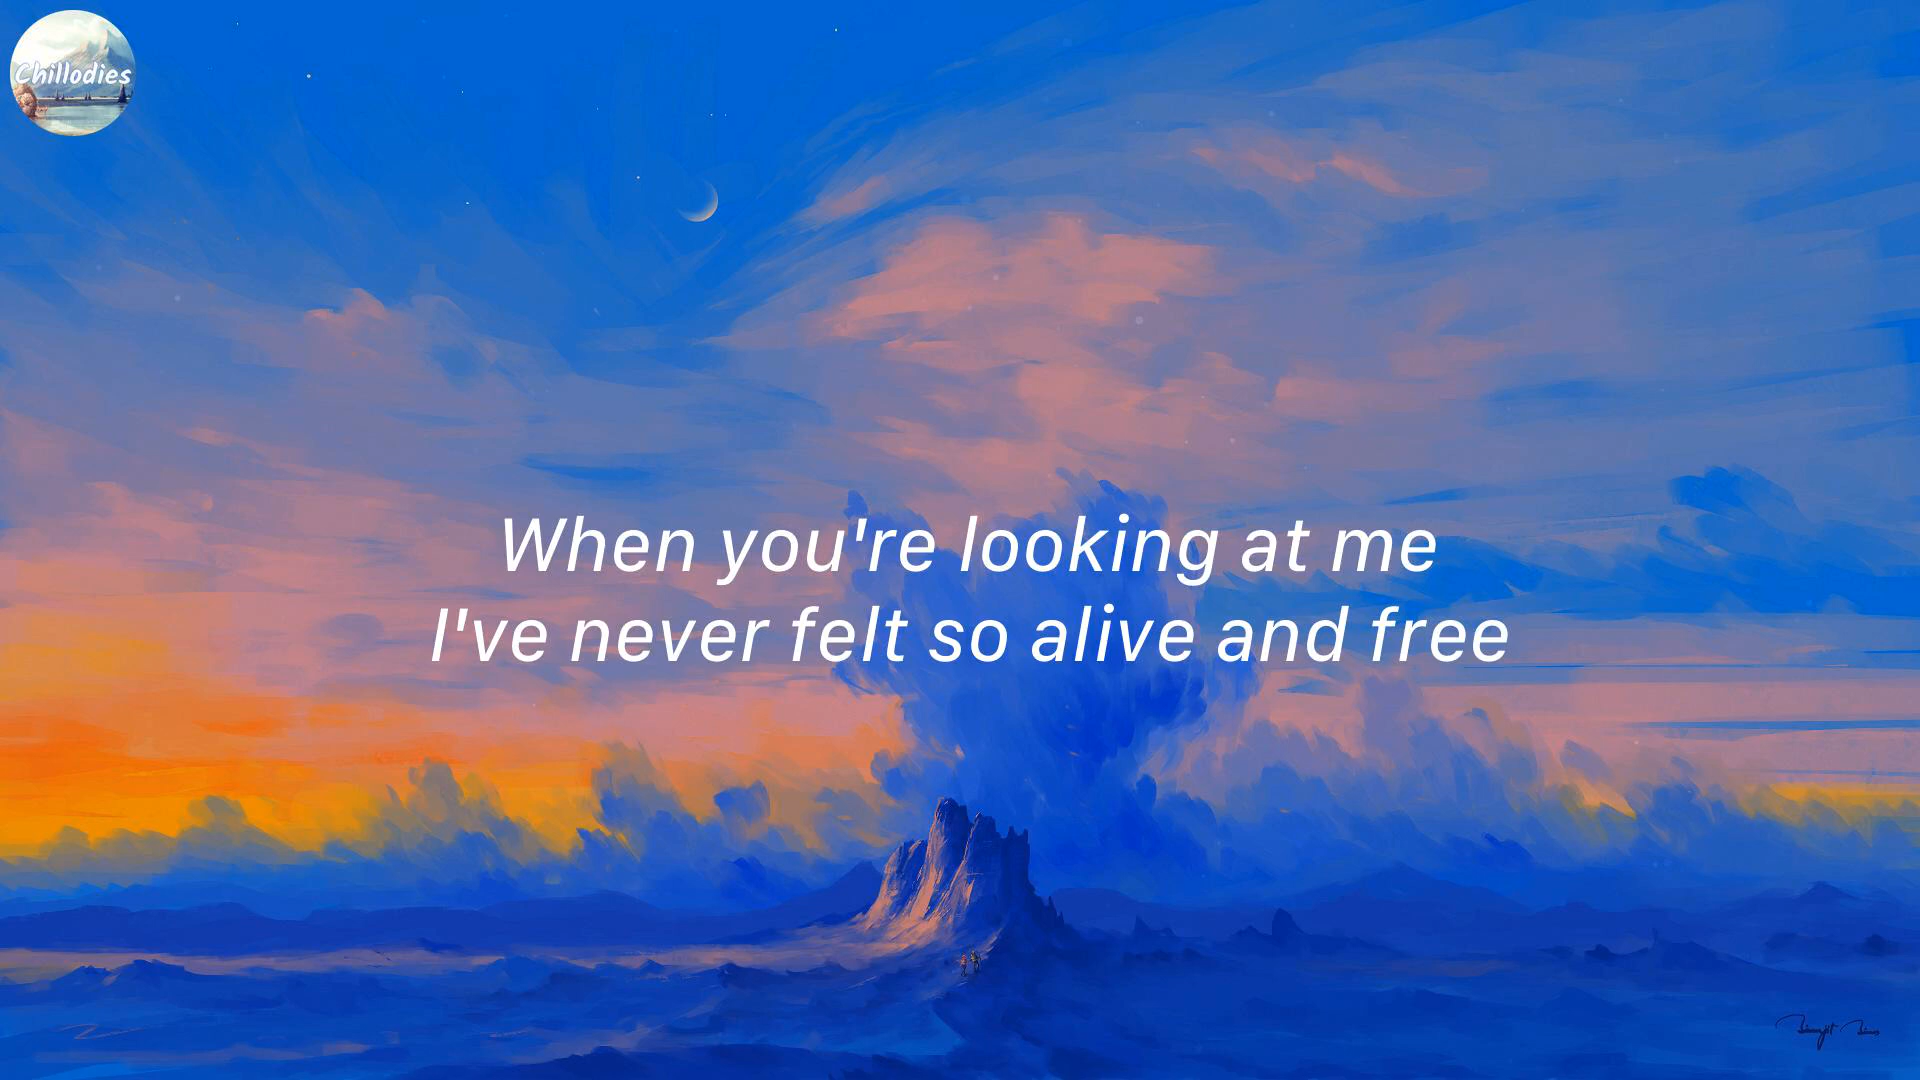 Chillodies
When you're looking at me
I've never felt so alive and free